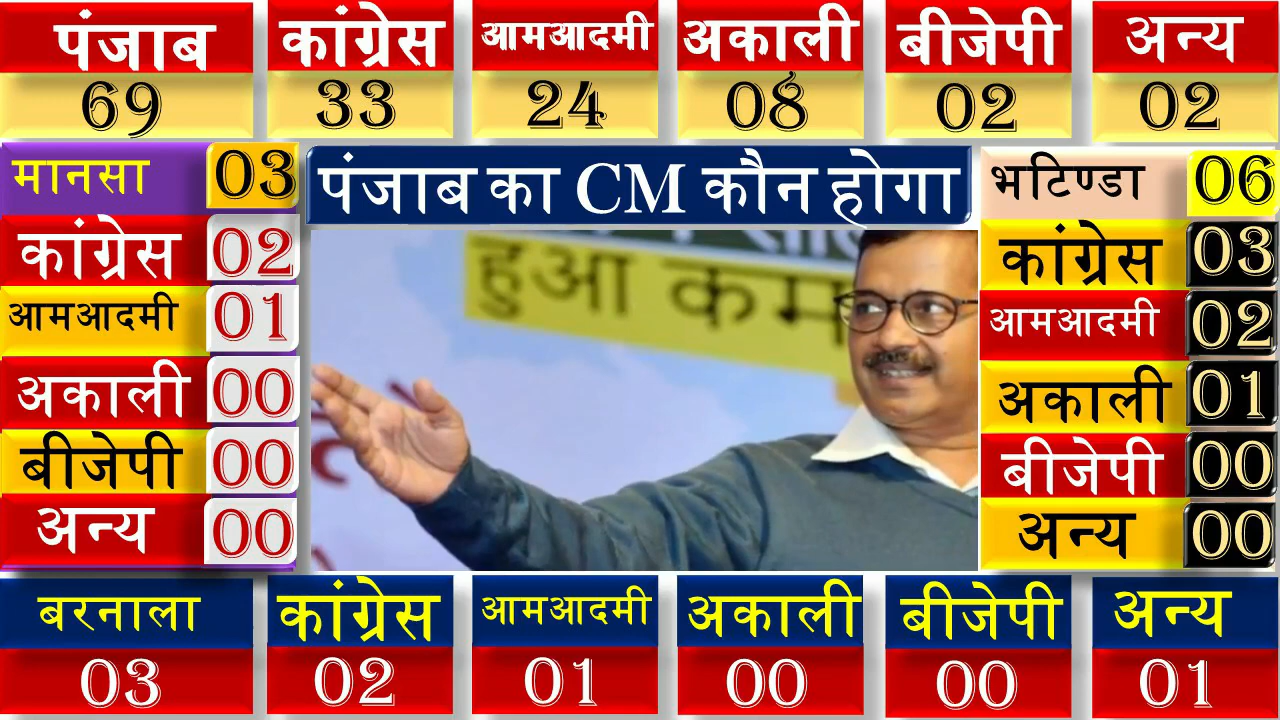 पंजाब कांग्रेस आमआदमी अकाली बीजेपी अन्य
69 33 24 08 02 02
पंजाब का CM कौन होगा
मानसा 03
कांग्रेस 02
आमआदमी 01
अकाली 00
बीजेपी 00
अन्य 00
हुआ कम
भटिण्डा 06
कांग्रेस 03
आमआदमी 02
अकाली 01
बीजेपी 00
अन्य 00
बरनाला कांग्रेस आमआदमी अकाली बीजेपी अन्य
03 02 01 00 00 01